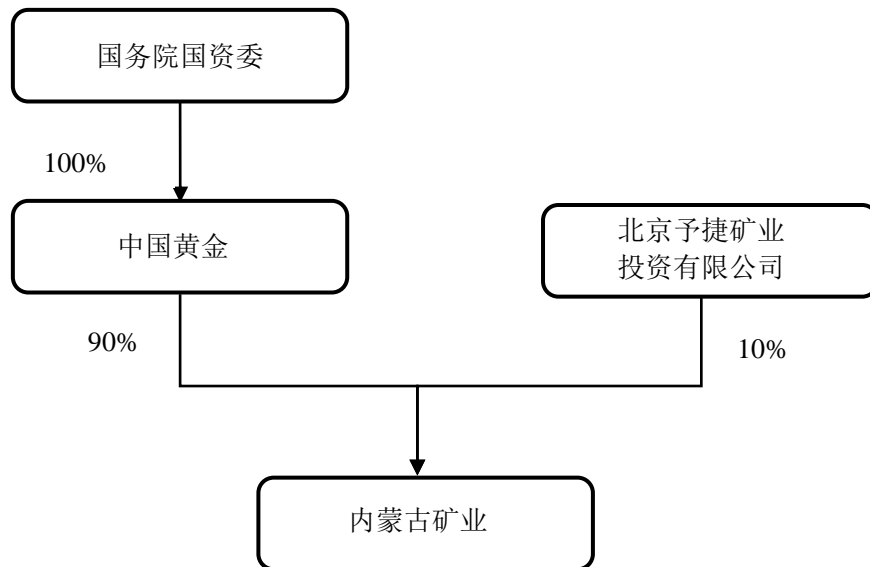 国务院国资委
100%
中国黄金
北京予捷矿业
投资有限公司
90%
10%
内蒙古矿业